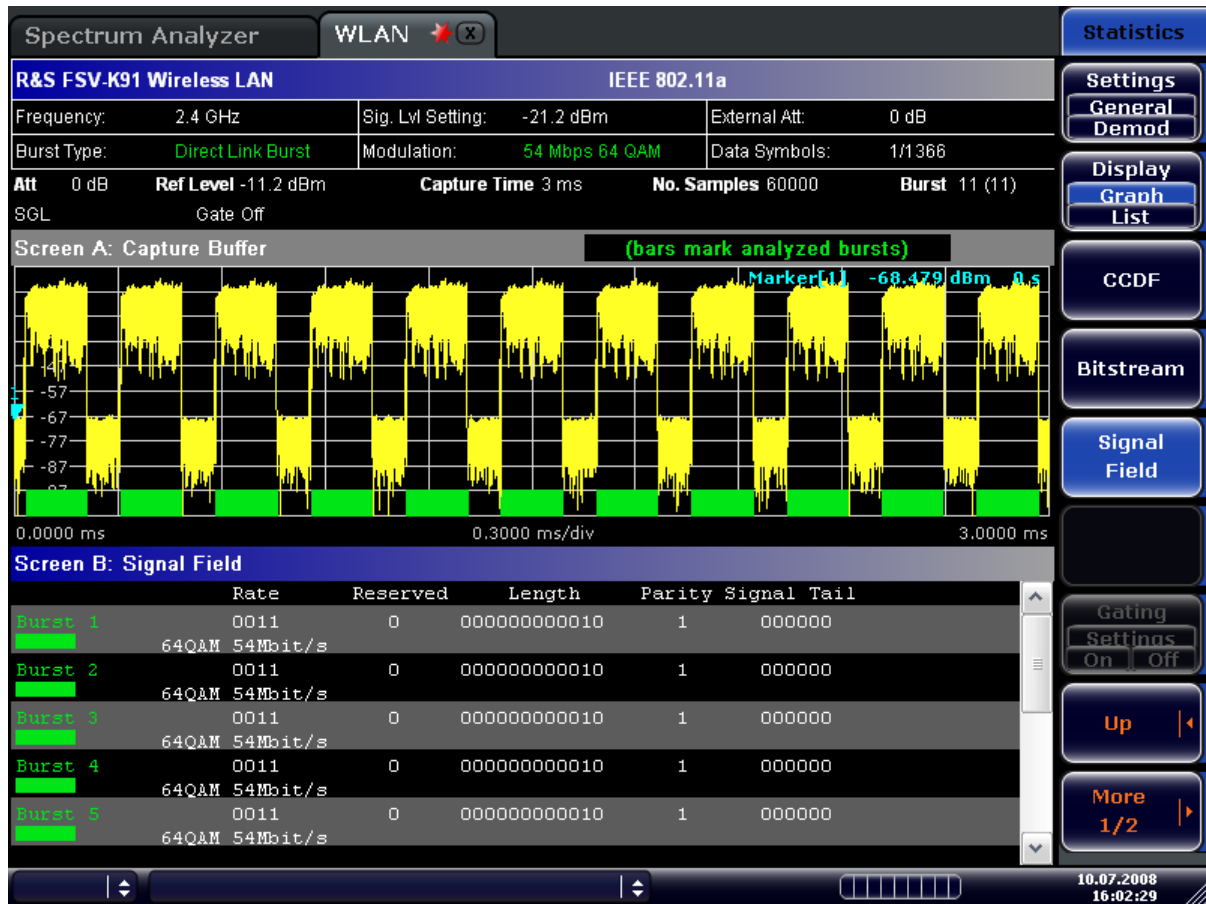 Spectrum Analyzer WLAN x
R&S FSV-K91 Wireless LAN IEEE 802.11a
Frequency: 2.4 GHz Sig. Lvl Setting: -21.2 dBm External Att: 0 dB
Burst Type: Direct Link Burst Modulation: 54 Mbps 64 QAM Data Symbols: 1/1366
Att 0 dB Ref Level -11.2 dBm Capture Time 3 ms No. Samples 60000 Burst 11 (11)
SGL Gate Off
Screen A: Capture Buffer (bars mark analyzed bursts)
Marker[1] -68.479 dBm 0 s
-47
1
-57
-67
-77
-87
0.0000 ms 0.3000 ms/div 3.0000 ms
Screen B: Signal Field
Rate Reserved Length Parity Signal Tail
Burst 1 0011 0 000000000010 1 000000
64QAM 54Mbit/s
Burst 2 0011 0 000000000010 1 000000
64QAM 54Mbit/s
Burst 3 0011 0 000000000010 1 000000
64QAM 54Mbit/s
Burst 4 0011 0 000000000010 1 000000
64QAM 54Mbit/s
Burst 5 0011 0 000000000010 1 000000
64QAM 54Mbit/s
Statistics
Settings
General
Demod
Display
Graph
List
CCDF
Bitstream
Signal
Field
Gating
Settings
On Off
Up
More
1/2
10.07.2008
16:02:29